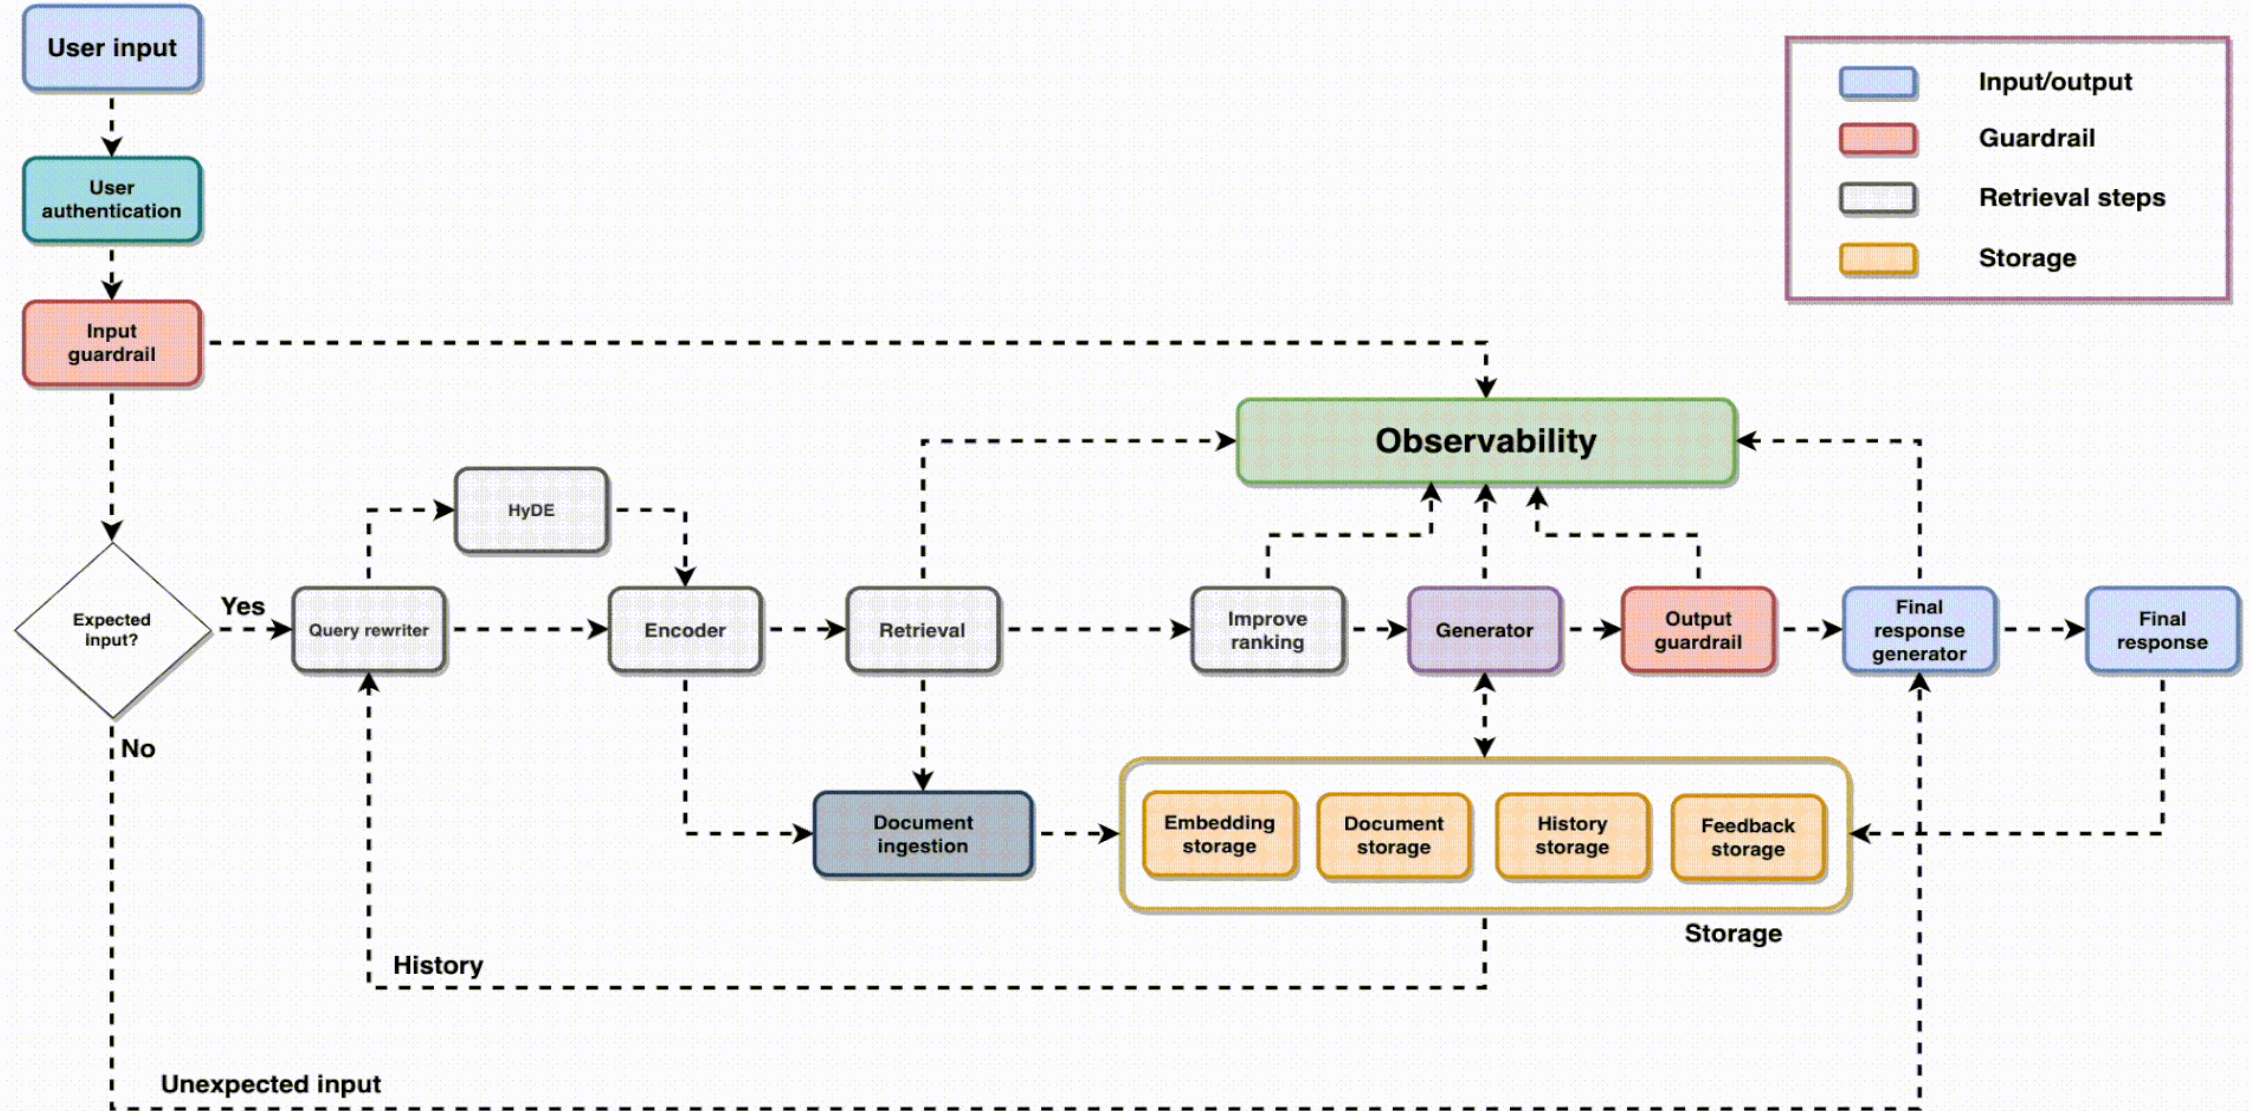 User input
Input/output
Guardrail
Retrieval steps
Storage
User
authentication
Input
guardrail
Observability
HyDE
Expected
input?
Yes
No
Query rewriter
Encoder
Retrieval
Improve
ranking
Generator
Output
guardrail
Final
response
generator
Final
response
Document
ingestion
Embedding
storage
Document
storage
History
storage
Feedback
storage
Storage
History
Unexpected input